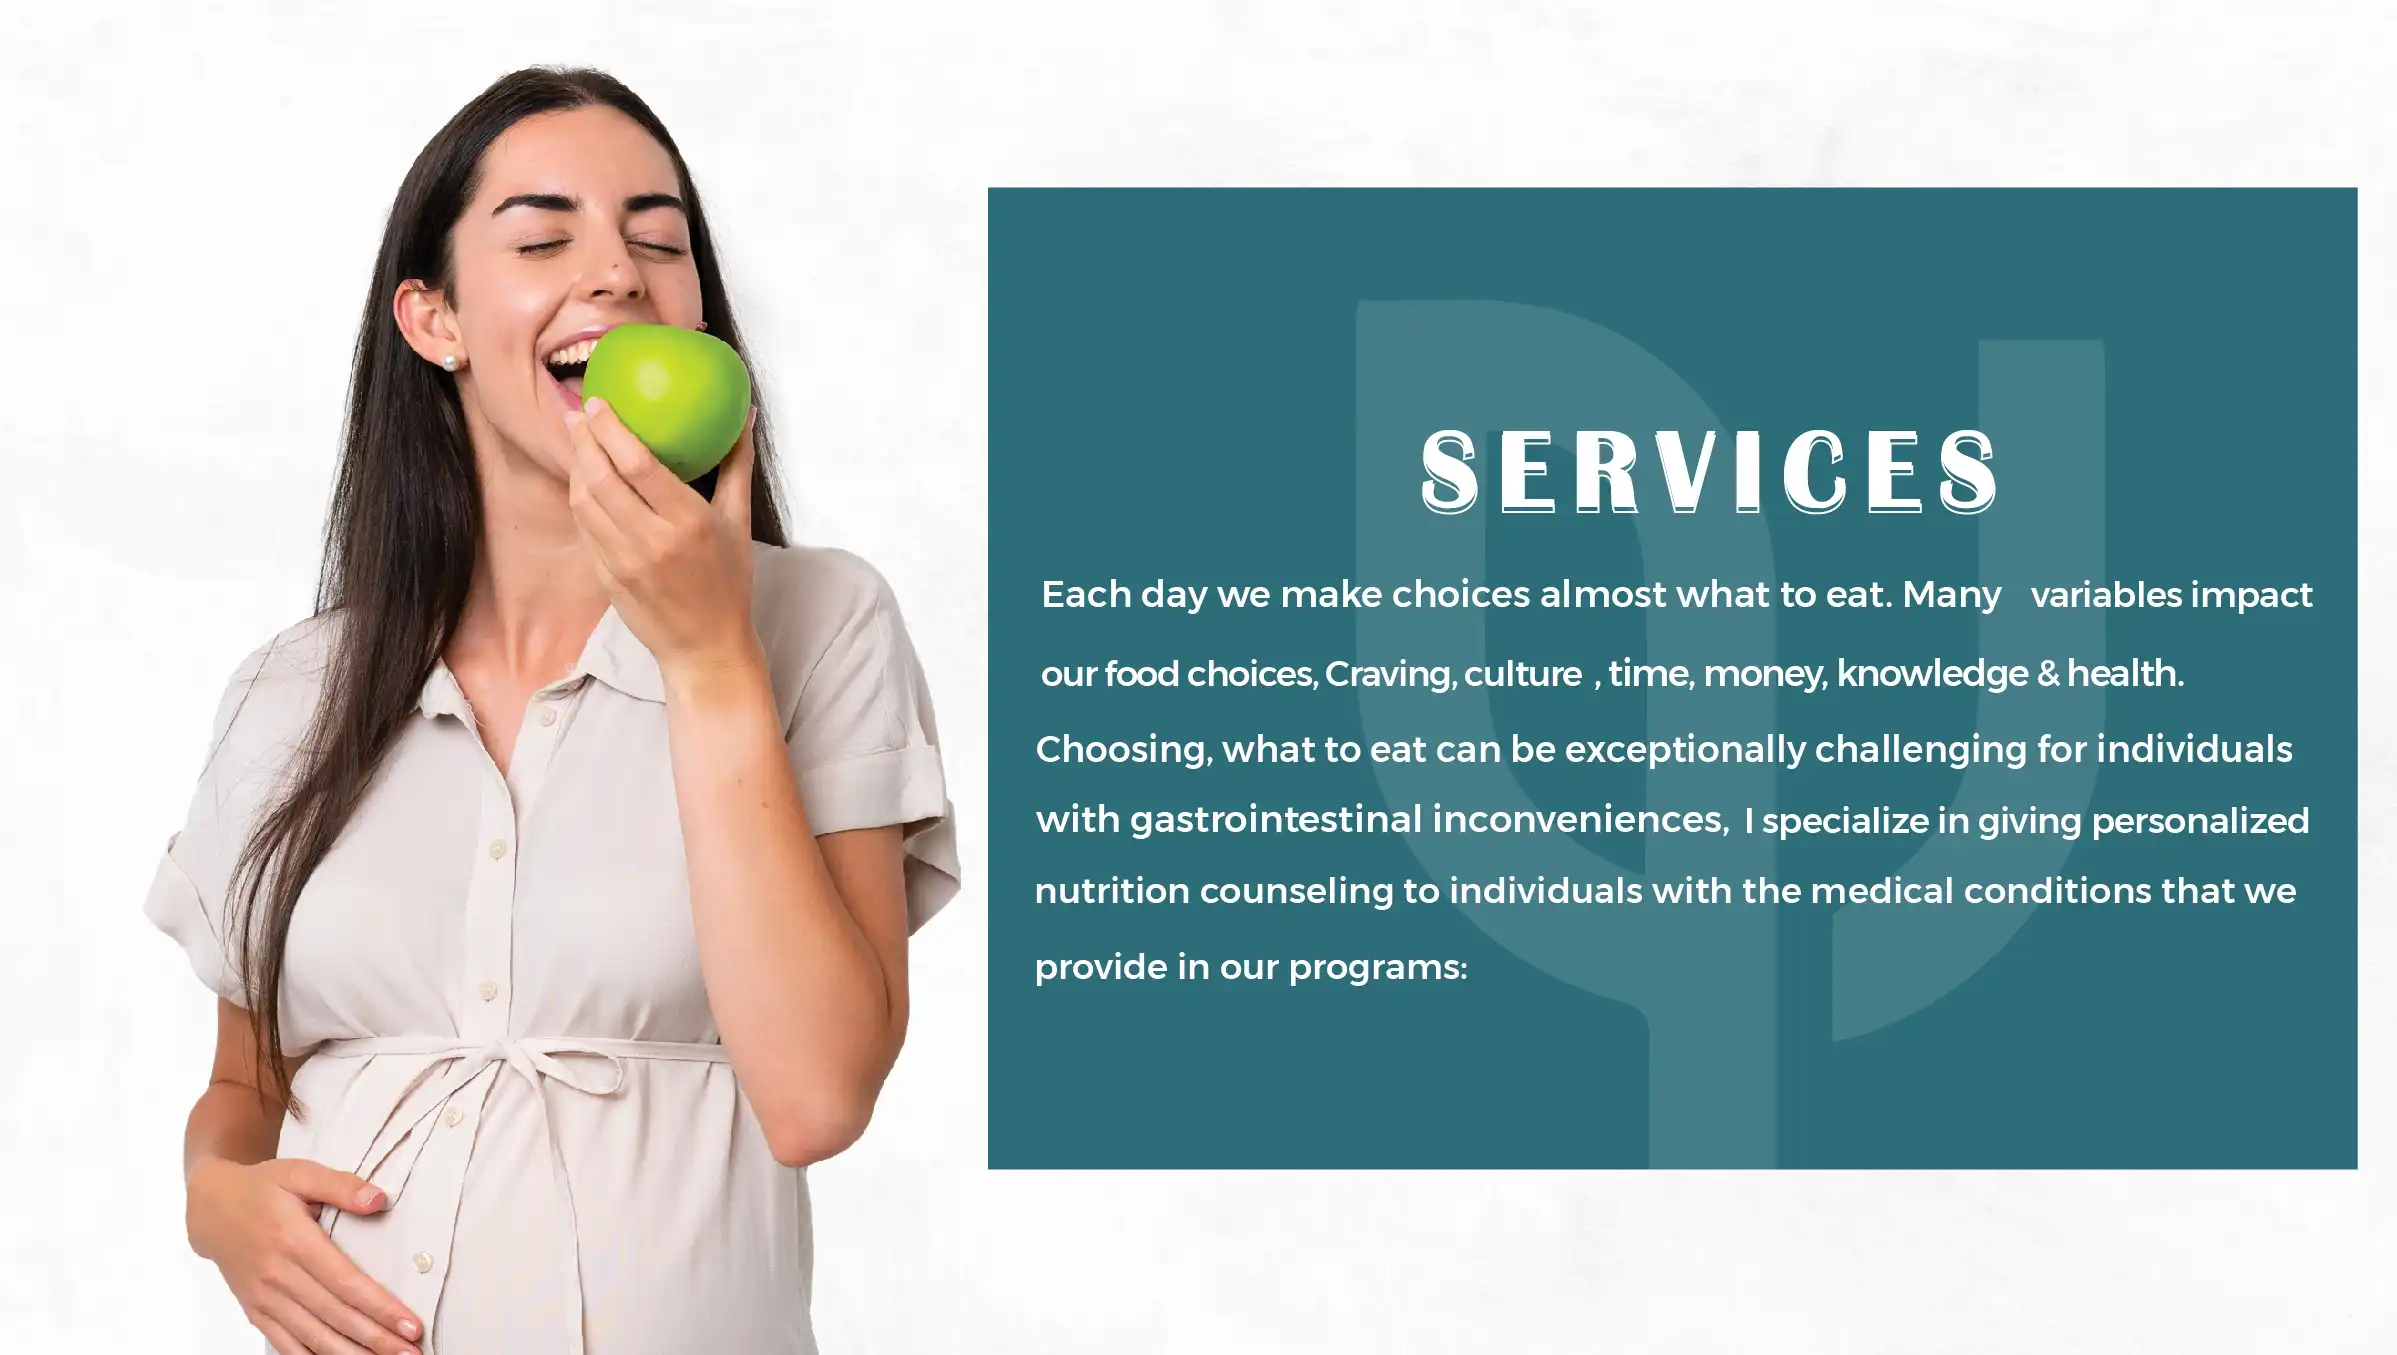 SERVICES
Each day we make choices almost what to eat. Many variables impact
our food choices, Craving, culture , time, money, knowledge & health.
Choosing, what to eat can be exceptionally challenging for individuals
with gastrointestinal inconveniences, I specialize in giving personalized
nutrition counseling to individuals with the medical conditions that we
provide in our programs: